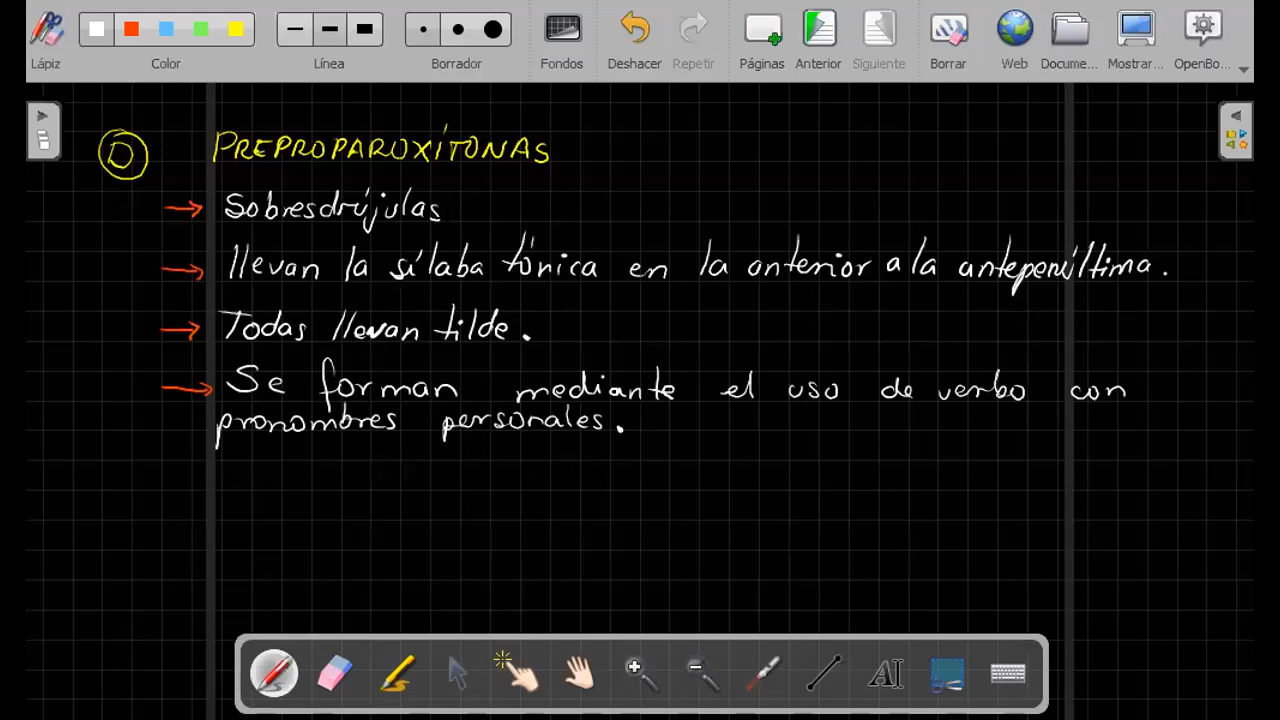 Lápiz Color Línea Borrador Fondos Deshacer Repetir Páginas Anterior Siguiente Borrar Web Docume... Mostrar... OpenBo...
D PREPROPAROXÍTONAS
→ Sobresdrújulas
→ llevan la sílaba tónica en la anterior a la antepenúltima.
→ Todas llevan tilde.
→ Se forman mediante el uso de verbo con
pronombres personales.
AI